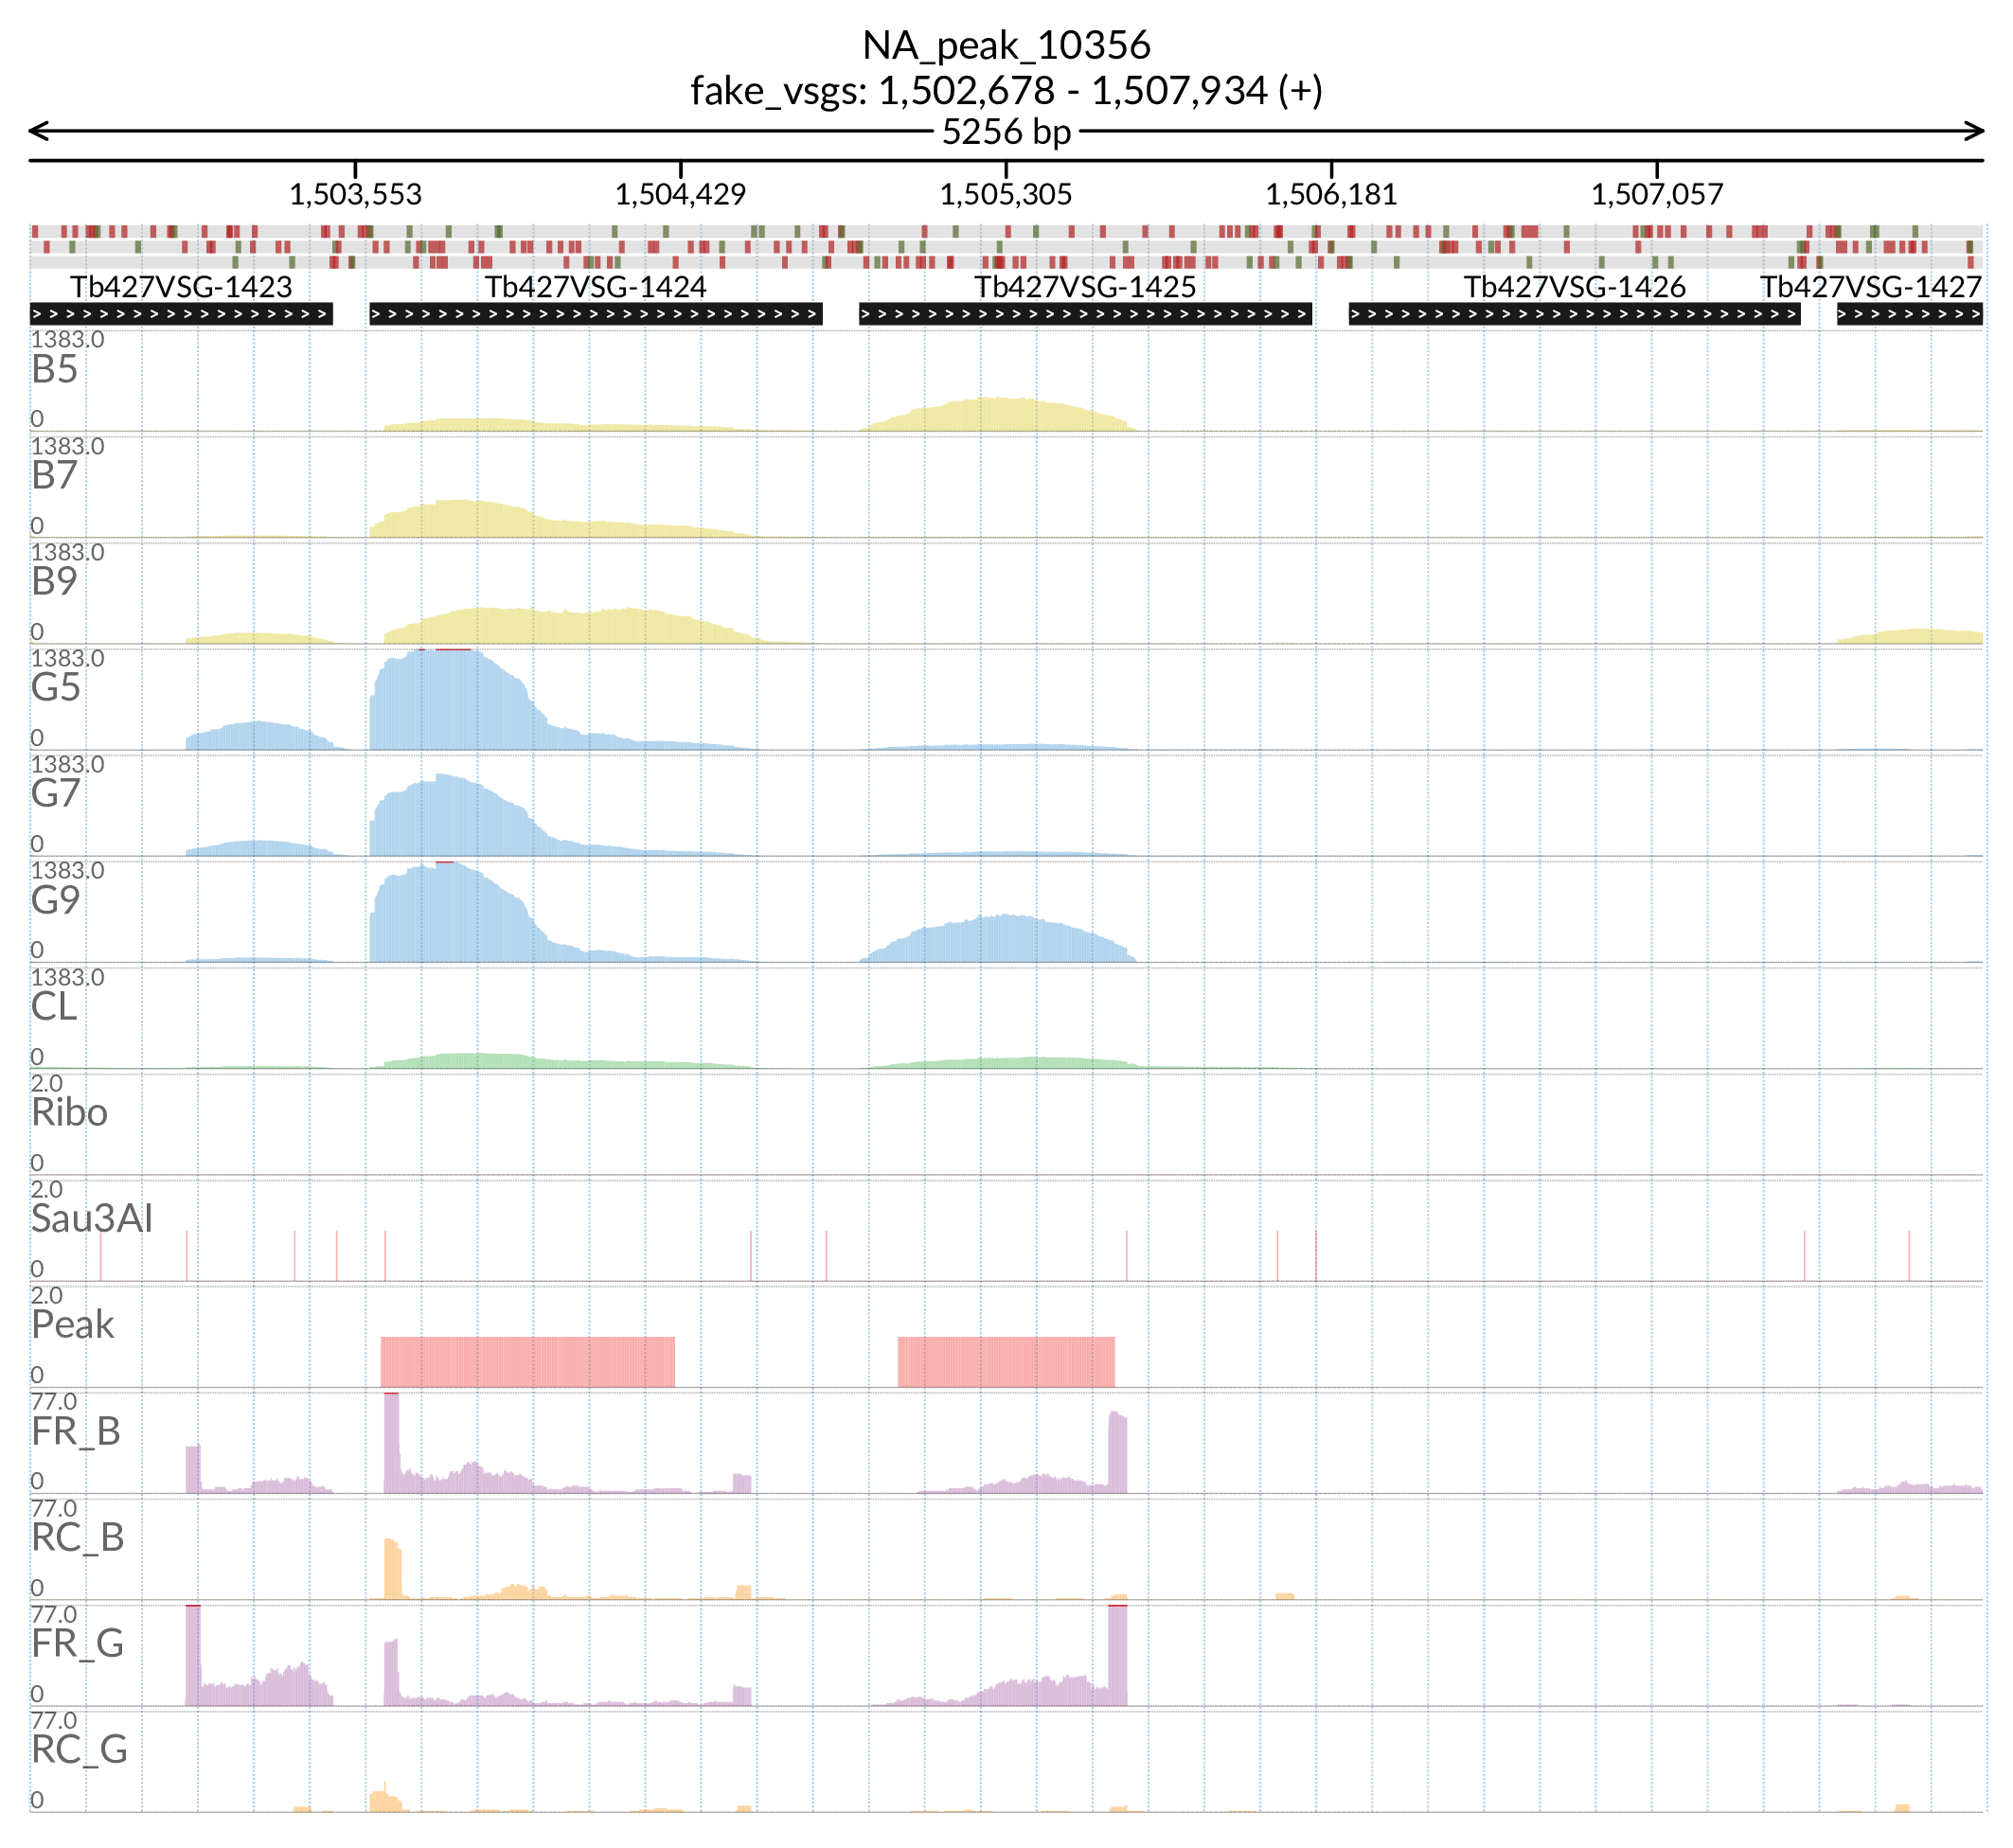 NA_peak_10356
fake_vsgs: 1,502,678 - 1,507,934 (+)
5256 bp
1,503,553 1,504,429 1,505,305 1,506,181 1,507,057
Tb427VSG-1423 Tb427VSG-1424 Tb427VSG-1425 Tb427VSG-1426 Tb427VSG-1427
1383.0
B5
0
1383.0
B7
0
1383.0
B9
0
1383.0
G5
0
1383.0
G7
0
1383.0
G9
0
1383.0
CL
0
2.0
Ribo
0
2.0
Sau3AI
0
2.0
Peak
0
77.0
FR_B
0
77.0
RC_B
0
77.0
FR_G
0
77.0
RC_G
0